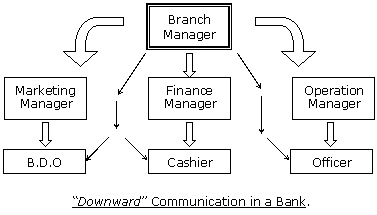 Branch
Manager
Marketing
Manager
Finance
Manager
Operation
Manager
B.D.O
Cashier
Officer
“Downward” Communication in a Bank.